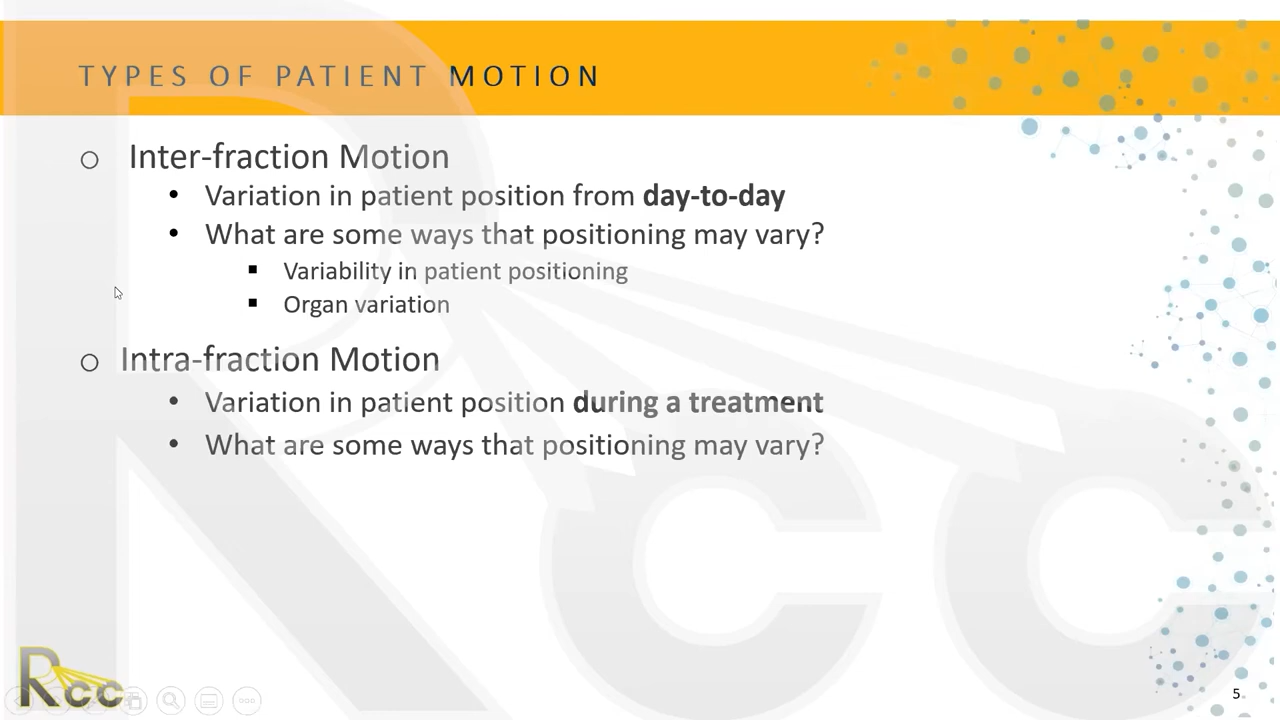 TYPES OF PATIENT MOTION
o Inter-fraction Motion
• Variation in patient position from day-to-day
• What are some ways that positioning may vary?
▪ Variability in patient positioning
▪ Organ variation
o Intra-fraction Motion
• Variation in patient position during a treatment
• What are some ways that positioning may vary?
Rcc
Rcc
5